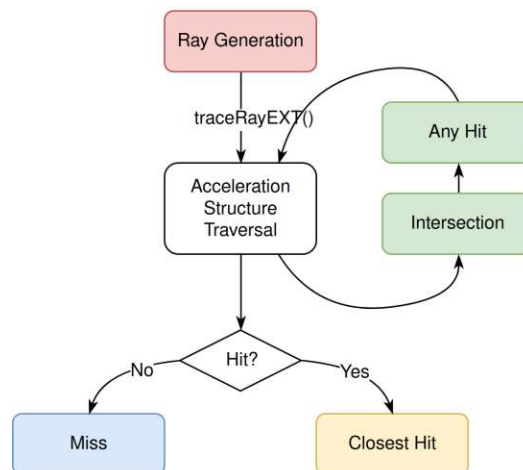 Ray Generation
traceRayEXT()
Any Hit
Acceleration
Structure
Traversal
Intersection
Hit?
No
Yes
Miss
Closest Hit